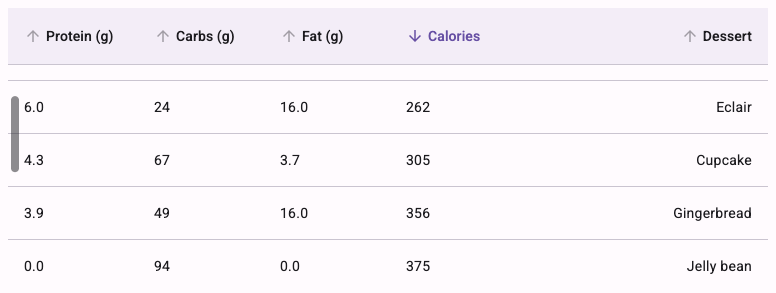 Protein (g) Carbs (g) Fat (g) Calories Dessert
6.0 24 16.0 262 Eclair
4.3 67 3.7 305 Cupcake
3.9 49 16.0 356 Gingerbread
0.0 94 0.0 375 Jelly bean